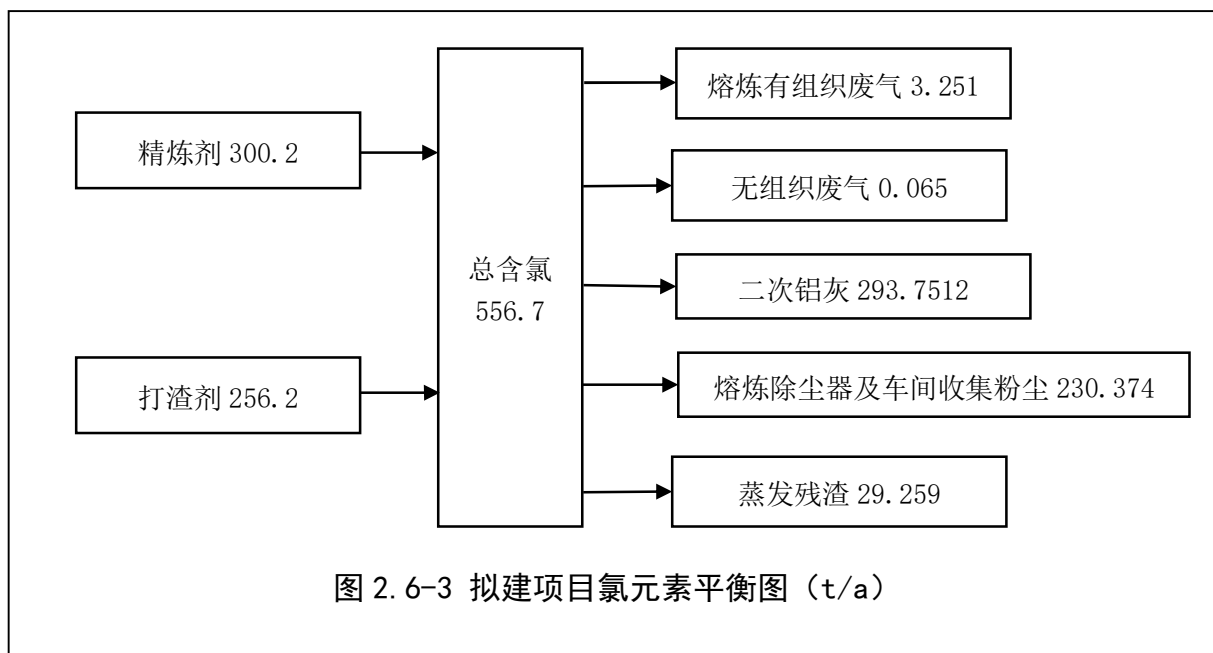 熔炼有组织废气 3.251
精炼剂 300.2
无组织废气 0.065
总含氯
556.7
二次铝灰 293.7512
打渣剂 256.2
熔炼除尘器及车间收集粉尘 230.374
蒸发残渣 29.259
图 2.6-3 拟建项目氯元素平衡图（t/a）